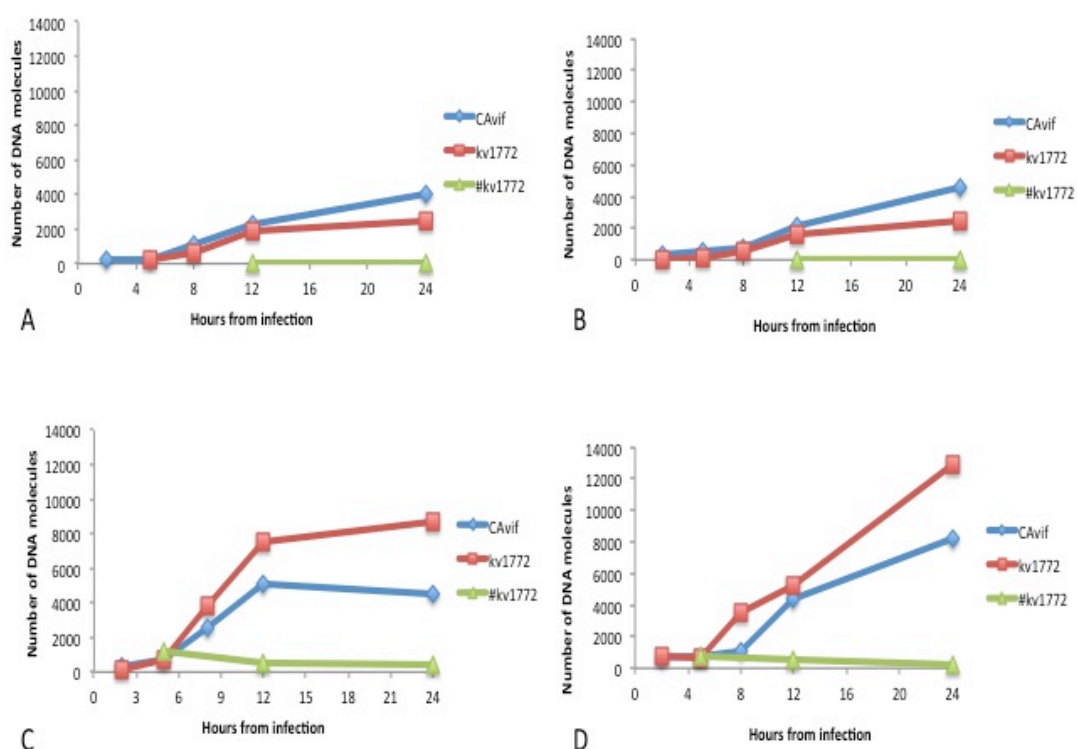 Number of DNA molecules
14000
12000
10000
8000
6000
4000
2000
0
0 4 8 12 16 20 24
Hours from infection
CAvif
kv1772
#kv1772
A
Number of DNA molecules
14000
12000
10000
8000
6000
4000
2000
0
0 4 8 12 16 20 24
Hours from infection
CAvif
kv1772
#kv1772
B
Number of DNA molecules
14000
12000
10000
8000
6000
4000
2000
0
0 3 6 9 12 15 18 21 24
Hours from infection
CAvif
kv1772
#kv1772
C
Number of DNA molecules
14000
12000
10000
8000
6000
4000
2000
0
0 4 8 12 16 20 24
Hours from infection
CAvif
kv1772
#kv1772
D